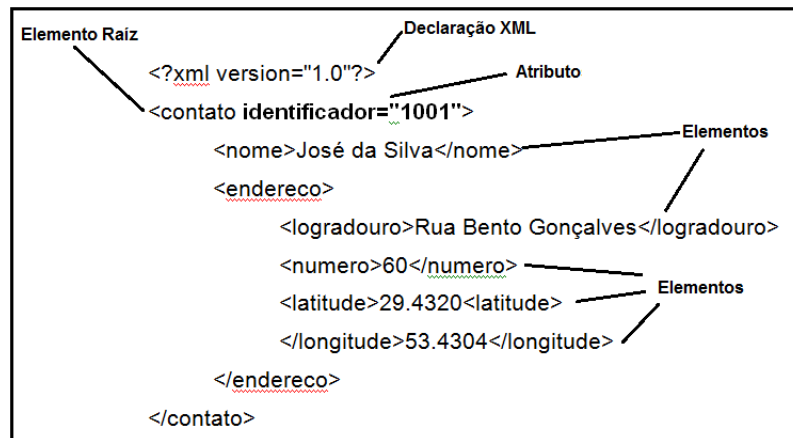 Elemento Raíz
Declaração XML
<?xml version="1.0"?>
Atributo
<contato identificador="1001">
Elementos
<nome>José da Silva</nome>
<endereco>
<logradouro>Rua Bento Gonçalves</logradouro>
<numero>60</numero>
Elementos
<latitude>29.4320<latitude>
</longitude>53.4304</longitude>
</endereco>
</contato>